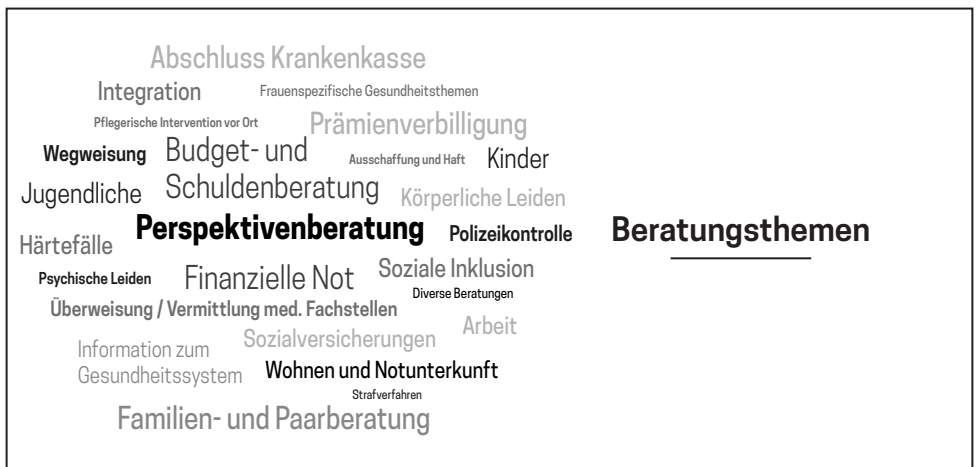 Abschluss Krankenkasse
Integration
Frauenspezifische Gesundheitsthemen
Pflegerische Intervention vor Ort
Prämienverbilligung
Wegweisung
Budget- und
Schuldenberatung
Ausschaffung und Haft
Kinder
Jugendliche
Körperliche Leiden
Perspektivenberatung
Polizeikontrolle
Härtefälle
Psychische Leiden
Finanzielle Not
Soziale Inklusion
Diverse Beratungen
Überweisung / Vermittlung med. Fachstellen
Arbeit
Sozialversicherungen
Information zum
Gesundheitssystem
Wohnen und Notunterkunft
Strafverfahren
Familien- und Paarberatung
Beratungsthemen